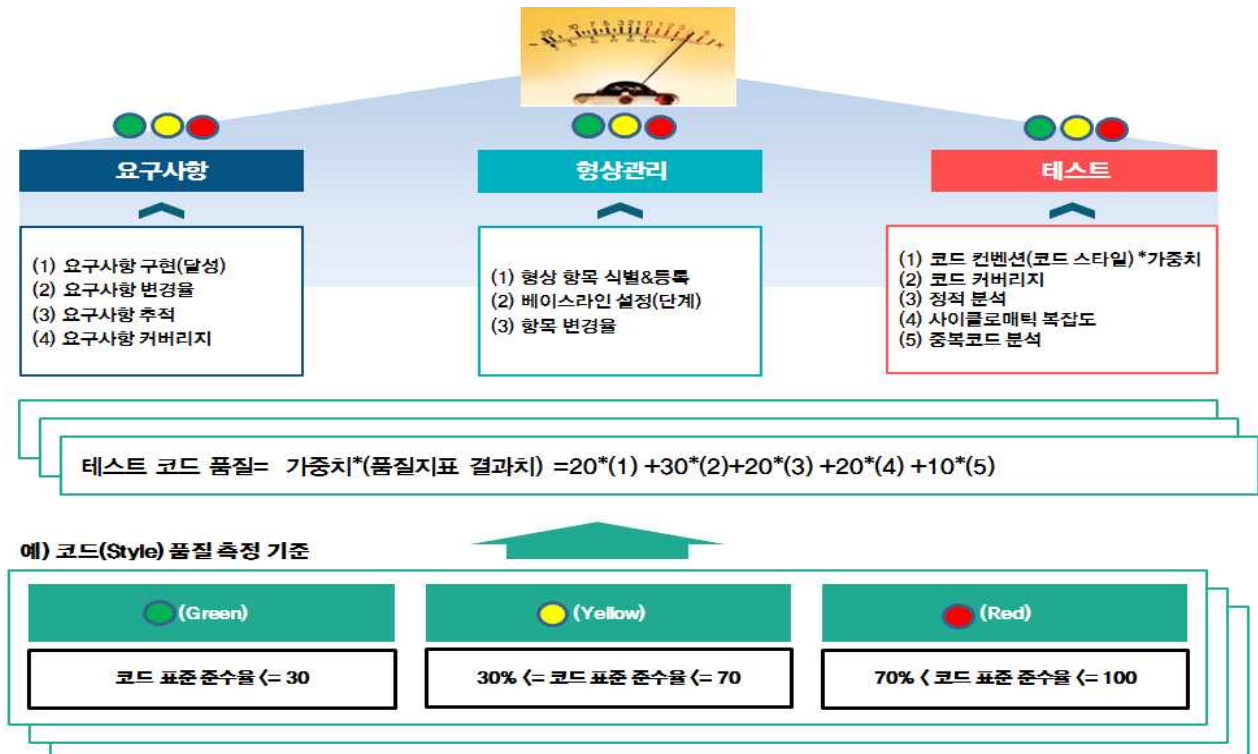 요구사항
형상관리
테스트
(1) 요구사항 구현(달성)
(2) 요구사항 변경율
(3) 요구사항 추적
(4) 요구사항 커버리지
(1) 형상 항목 식별&등록
(2) 베이스라인 설정(단계)
(3) 항목 변경율
(1) 코드 컨벤션(코드 스타일) *가중치
(2) 코드 커버리지
(3) 정적 분석
(4) 사이클로매틱 복잡도
(5) 중복코드 분석
테스트 코드 품질= 가중치*(품질지표 결과치) =20*(1) +30*(2)+20*(3) +20*(4) +10*(5)
예) 코드(Style) 품질 측정 기준
(Green)
(Yellow)
(Red)
코드 표준 준수율 <= 30
30% <= 코드 표준 준수율 <= 70
70% < 코드 표준 준수율 <= 100